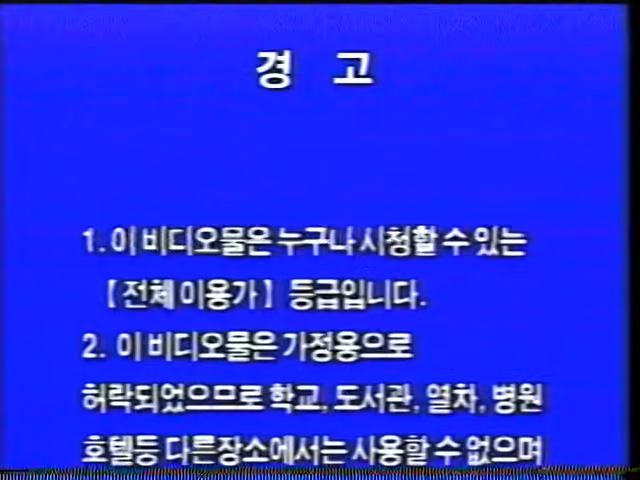 경 고
1. 이 비디오물은 누구나 시청할 수 있는
【전체 이용가】 등급입니다.
2. 이 비디오물은 가정용으로
허락되었으므로 학교, 도서관, 열차, 병원
호텔등 다른장소에서는 사용할 수 없으며